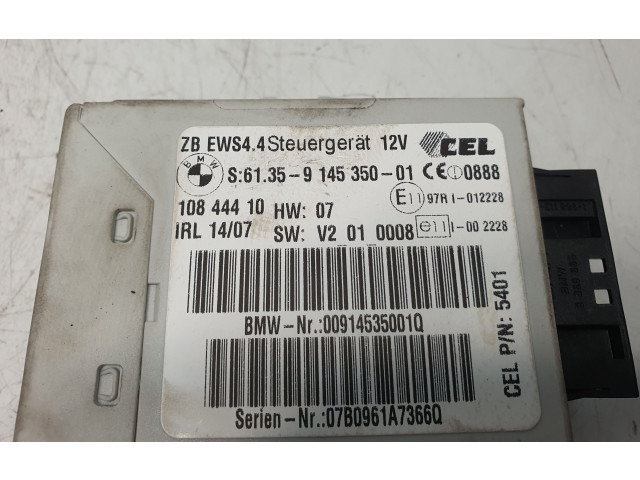 ZB EWS4.4 Steuergerät 12V CEL
BMW S:61.35-9 145 350-01 CE 0888
108 444 10 HW: 07 E11 97R I-012228
IRL 14/07 SW: V2 01 0008 e11 I-00 2228
BMW-Nr.:00914535001Q
Serien-Nr.:07B0961A7366Q
CEL P/N: 5401